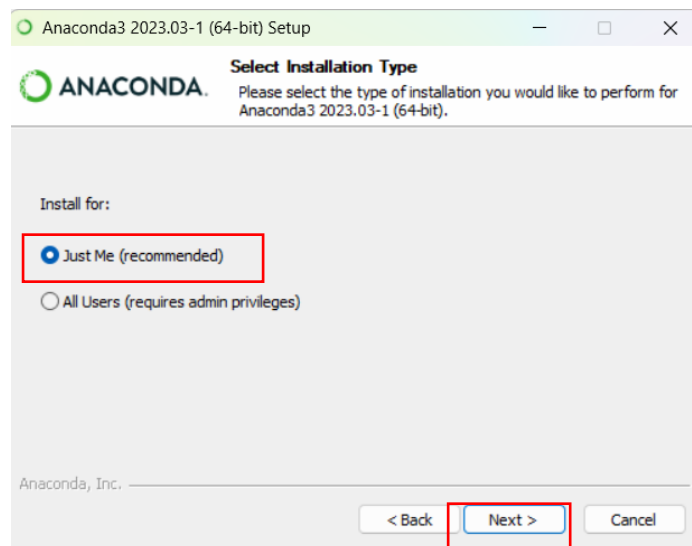 Anaconda3 2023.03-1 (64-bit) Setup
ANACONDA.
Select Installation Type
Please select the type of installation you would like to perform for
Anaconda3 2023.03-1 (64-bit).
Install for:
Just Me (recommended)
All Users (requires admin privileges)
Anaconda, Inc.
< Back Next > Cancel